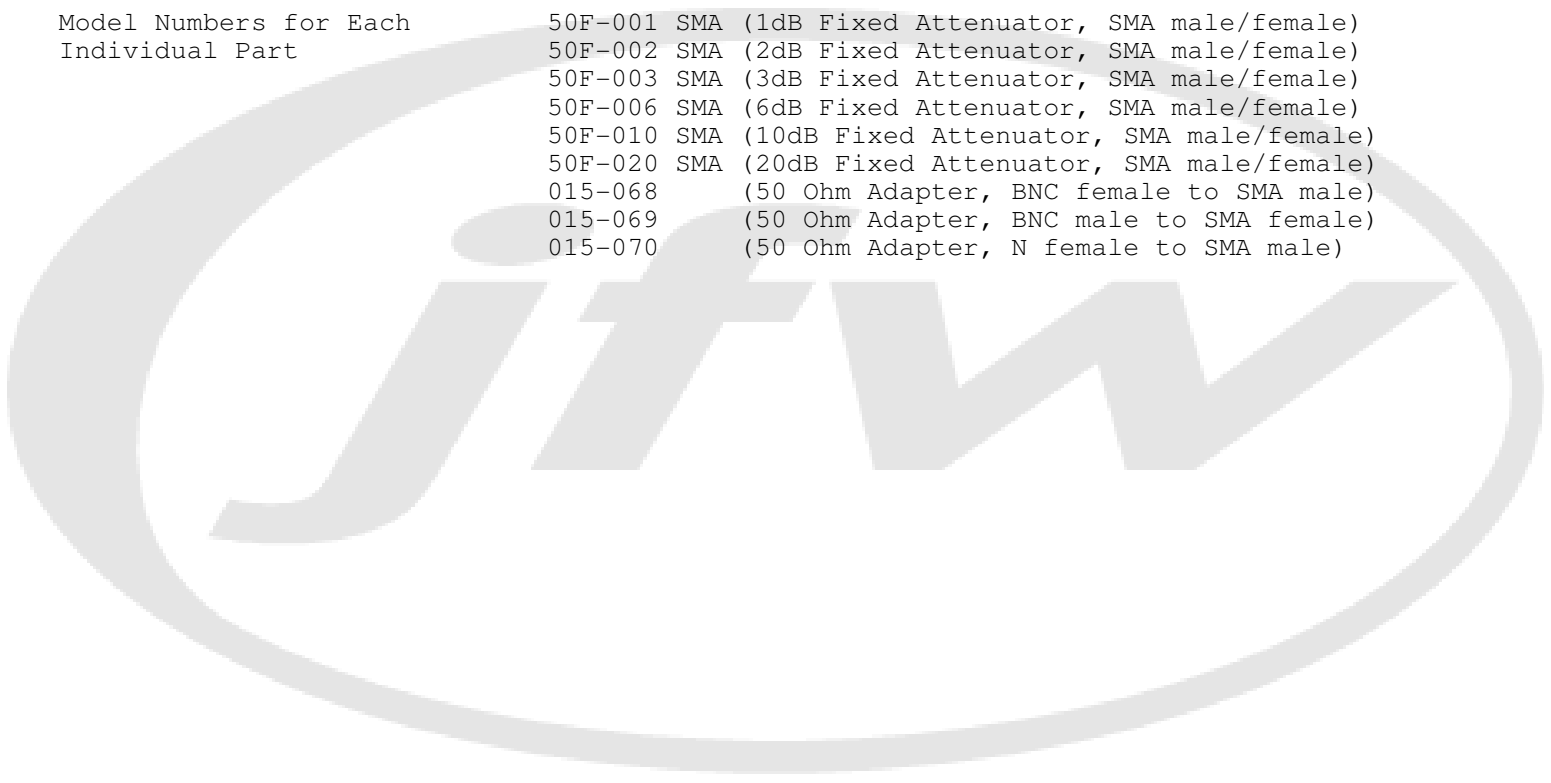 Model Numbers for Each 50F-001 SMA (1dB Fixed Attenuator, SMA male/female)
Individual Part 50F-002 SMA (2dB Fixed Attenuator, SMA male/female)
50F-003 SMA (3dB Fixed Attenuator, SMA male/female)
50F-006 SMA (6dB Fixed Attenuator, SMA male/female)
50F-010 SMA (10dB Fixed Attenuator, SMA male/female)
50F-020 SMA (20dB Fixed Attenuator, SMA male/female)
015-068 (50 Ohm Adapter, BNC female to SMA male)
015-069 (50 Ohm Adapter, BNC male to SMA female)
015-070 (50 Ohm Adapter, N female to SMA male)
jfw